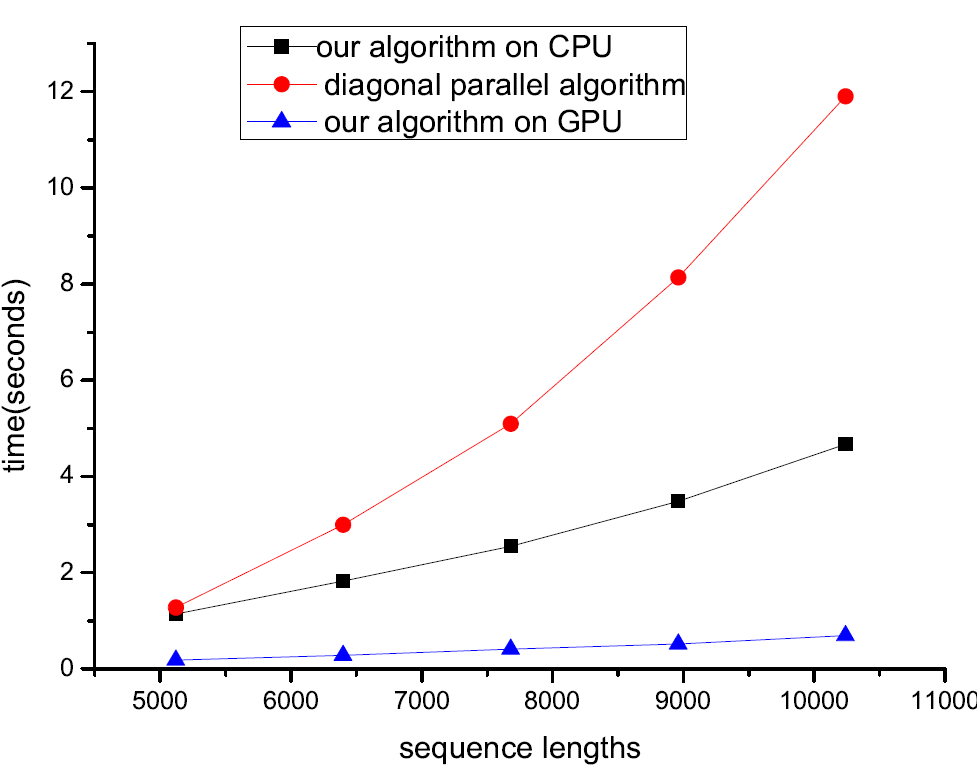 our algorithm on CPU
diagonal parallel algorithm
our algorithm on GPU
12
10
8
6
4
2
0
time(seconds)
5000 6000 7000 8000 9000 10000 11000
sequence lengths